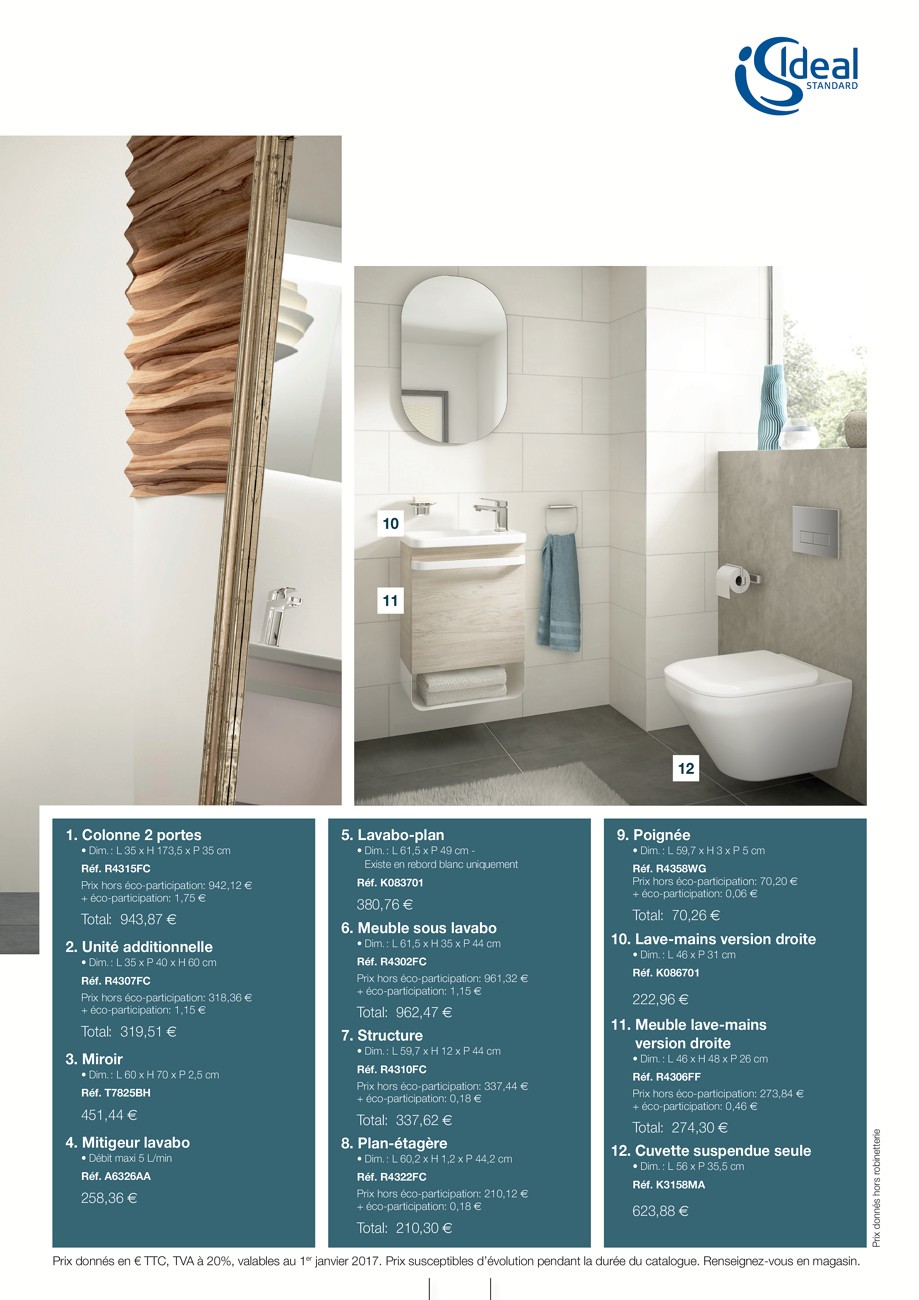 Ideal
STANDARD
10
11
12
1. Colonne 2 portes
• Dim. : L 35 x H 173,5 x P 35 cm
Réf. R4315FC
Prix hors éco-participation: 942,12 €
+ éco-participation: 1,75 €
Total: 943,87 €
2. Unité additionnelle
• Dim. : L 35 x P 40 x H 60 cm
Réf. R4307FC
Prix hors éco-participation: 318,36 €
+ éco-participation: 1,15 €
Total: 319,51 €
3. Miroir
• Dim. : L 60 x H 70 x P 2,5 cm
Réf. T7825BH
451,44 €
4. Mitigeur lavabo
• Débit maxi 5 L/min
Réf. A6326AA
258,36 €
5. Lavabo-plan
• Dim. : L 61,5 x P 49 cm -
Existe en rebord blanc uniquement
Réf. K083701
380,76 €
6. Meuble sous lavabo
• Dim. : L 61,5 x H 35 x P 44 cm
Réf. R4302FC
Prix hors éco-participation: 961,32 €
+ éco-participation: 1,15 €
Total: 962,47 €
7. Structure
• Dim. : L 59,7 x H 12 x P 44 cm
Réf. R4310FC
Prix hors éco-participation: 337,44 €
+ éco-participation: 0,18 €
Total: 337,62 €
8. Plan-étagère
• Dim. : L 60,2 x H 1,2 x P 44,2 cm
Réf. R4322FC
Prix hors éco-participation: 210,12 €
+ éco-participation: 0,18 €
Total: 210,30 €
9. Poignée
• Dim. : L 59,7 x H 3 x P 5 cm
Réf. R4358WG
Prix hors éco-participation: 70,20 €
+ éco-participation: 0,06 €
Total: 70,26 €
10. Lave-mains version droite
• Dim. : L 46 x P 31 cm
Réf. K086701
222,96 €
11. Meuble lave-mains
version droite
• Dim. : L 46 x H 48 x P 26 cm
Réf. R4306FF
Prix hors éco-participation: 273,84 €
+ éco-participation: 0,46 €
Total: 274,30 €
12. Cuvette suspendue seule
• Dim. : L 56 x P 35,5 cm
Réf. K3158MA
623,88 €
Prix donnés hors robinetterie
Prix donnés en € TTC, TVA à 20%, valables au 1er janvier 2017. Prix susceptibles d'évolution pendant la durée du catalogue. Renseignez-vous en magasin.